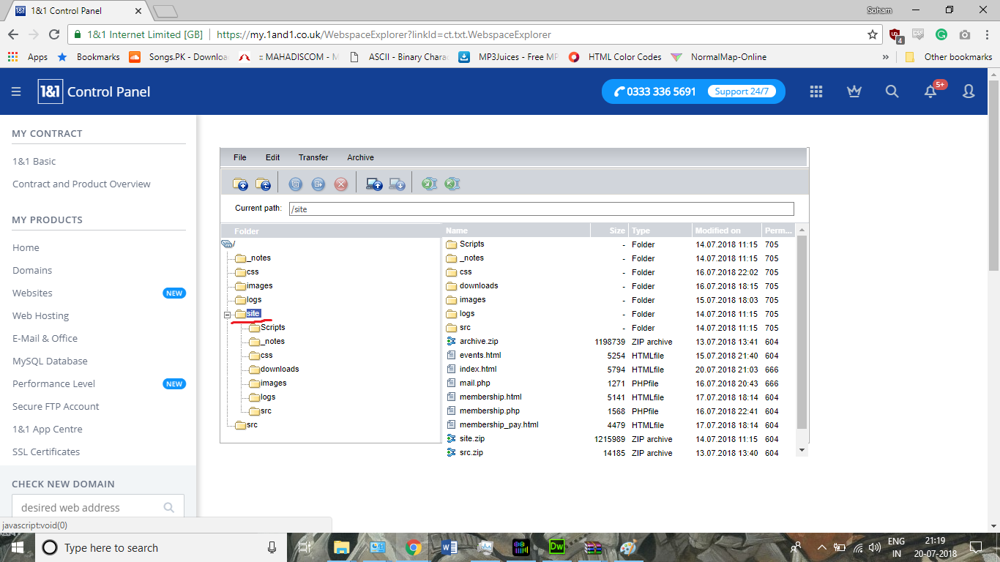 1&1 Control Panel
Soham
1&1 Internet Limited [GB] https://my.1and1.co.uk/WebspaceExplorer?linkId=ct.txt.WebspaceExplorer
4
CSS
Apps Bookmarks Songs.PK - Downloa :: MAHADISCOM - M ASCII - Binary Charac MP3Juices - Free MP HTML Color Codes NormalMap-Online » Other bookmarks
1&1 Control Panel 0333 336 5691 Support 24/7 5+
MY CONTRACT
1&1 Basic
Contract and Product Overview
MY PRODUCTS
Home
Domains
Websites NEW
Web Hosting
E-Mail & Office
MySQL Database
Performance Level NEW
Secure FTP Account
1&1 App Centre
SSL Certificates
CHECK NEW DOMAIN
desired web address
javascript:void(0)
File Edit Transfer Archive
Current path: /site
Folder
/
_notes
css
images
logs
site
Scripts
_notes
css
downloads
images
logs
src
src
Name Size Type Modified on Perm...
Scripts - Folder 14.07.2018 11:15 705
_notes - Folder 14.07.2018 11:15 705
css - Folder 16.07.2018 22:02 705
downloads - Folder 16.07.2018 18:15 705
images - Folder 15.07.2018 18:03 705
logs - Folder 14.07.2018 11:15 705
src - Folder 14.07.2018 11:15 705
archive.zip 1198739 ZIP archive 13.07.2018 13:41 604
events.html 5254 HTMLfile 15.07.2018 21:40 604
index.html 5794 HTMLfile 20.07.2018 21:03 666
mail.php 1271 PHPfile 16.07.2018 20:43 666
membership.html 5141 HTMLfile 17.07.2018 18:14 604
membership.php 1568 PHPfile 16.07.2018 22:41 604
membership_pay.html 4479 HTMLfile 17.07.2018 18:14 604
site.zip 1215989 ZIP archive 14.07.2018 11:15 604
src.zip 14185 ZIP archive 13.07.2018 13:40 604
Type here to search
Dw
ENG
IN
21:19
20-07-2018